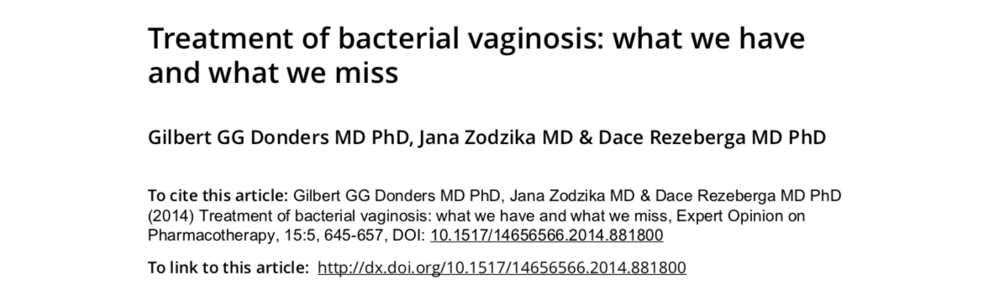 Treatment of bacterial vaginosis: what we have
and what we miss
Gilbert GG Donders MD PhD, Jana Zodzika MD & Dace Rezeberga MD PhD
To cite this article: Gilbert GG Donders MD PhD, Jana Zodzika MD & Dace Rezeberga MD PhD
(2014) Treatment of bacterial vaginosis: what we have and what we miss, Expert Opinion on
Pharmacotherapy, 15:5, 645-657, DOI: 10.1517/14656566.2014.881800
To link to this article: http://dx.doi.org/10.1517/14656566.2014.881800